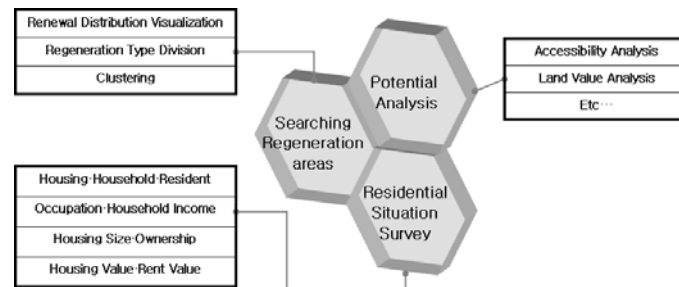 Renewal Distribution Visualization
Regeneration Type Division
Clustering
Potential
Analysis
Accessibility Analysis
Land Value Analysis
Etc…
Searching
Regeneration
areas
Housing·Household·Resident
Occupation·Household Income
Housing Size·Ownership
Housing Value·Rent Value
Residential
Situation
Survey